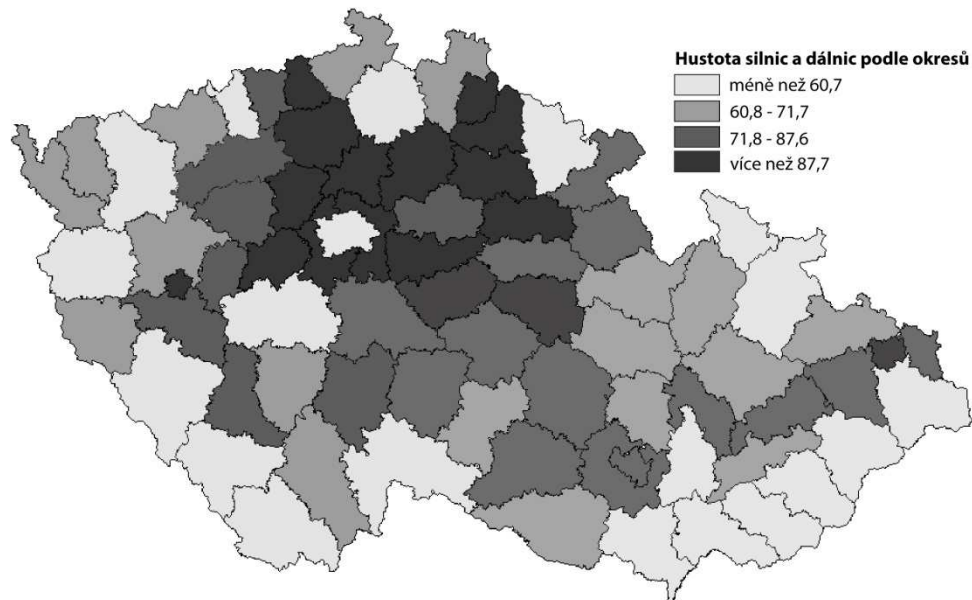 Hustota silnic a dálnic podle okresů
méně než 60,7
60,8 - 71,7
71,8 - 87,6
více než 87,7